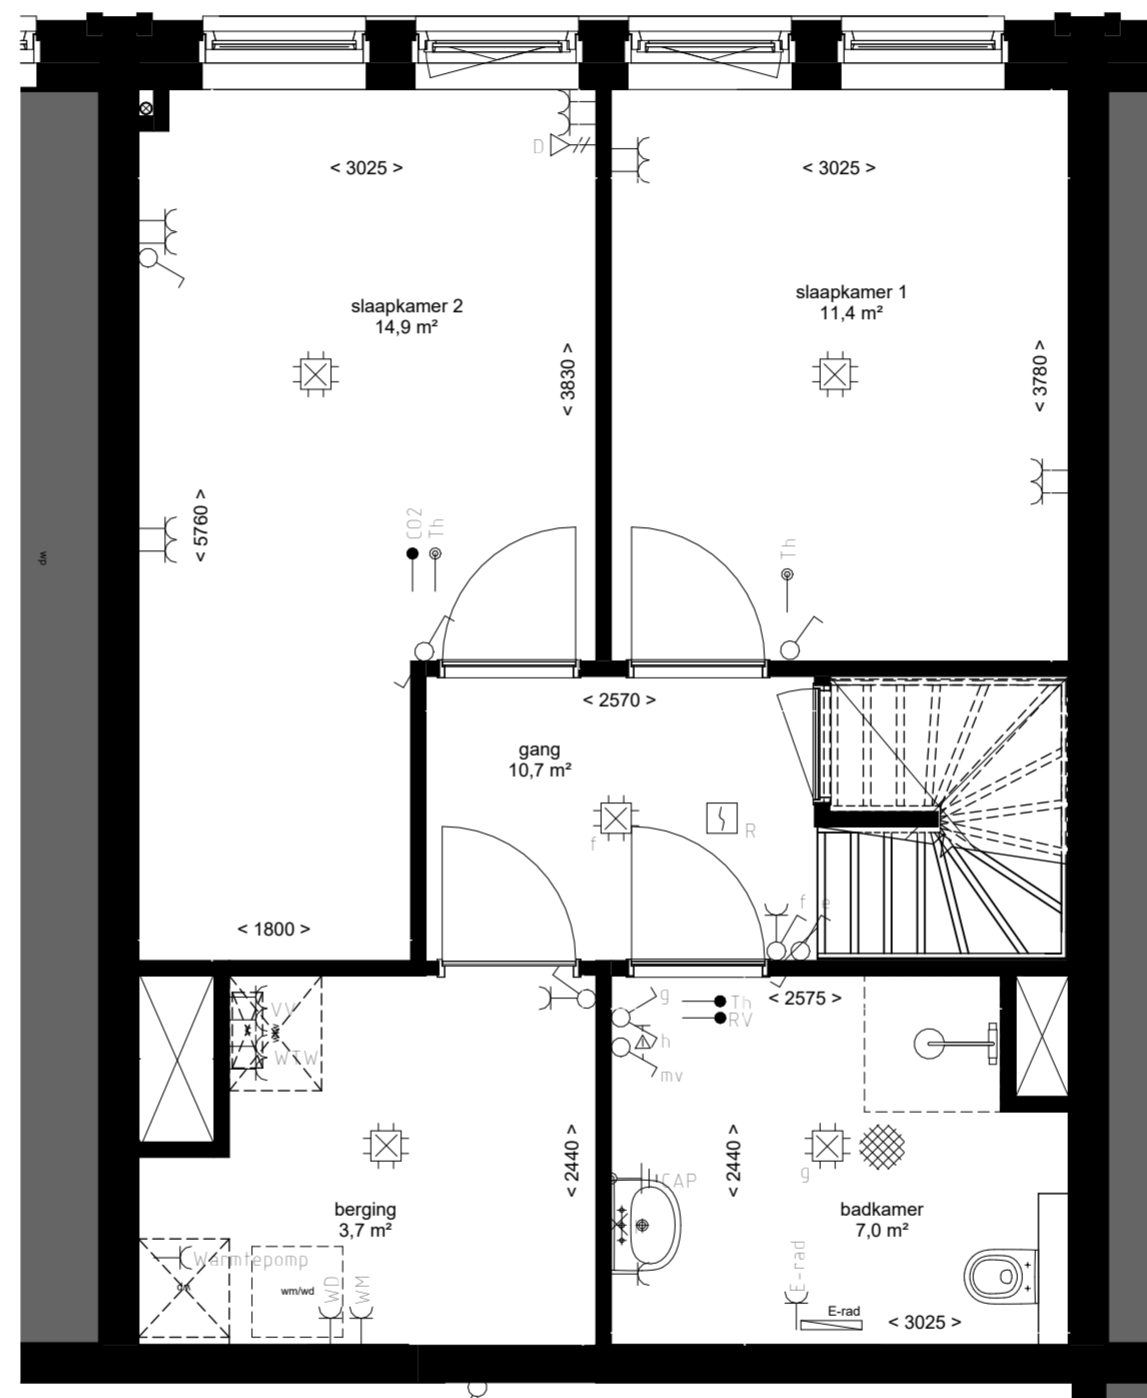 D
< 3025 >
< 3025 >
slaapkamer 2
14,9 m²
slaapkamer 1
11,4 m²
< 3830 >
< 3780 >
< 5760 >
CO2
Th
Th
wp
< 2570 >
gang
10,7 m²
f
R
f e
< 1800 >
< 2575 >
VV
WTW
g
h
mv
Th
RV
< 2440 >
< 2440 >
CAP
g
berging
3,7 m²
badkamer
7,0 m²
Warmtepomp
wp
wm/wd
WD
WM
E-rad
E-rad
< 3025 >